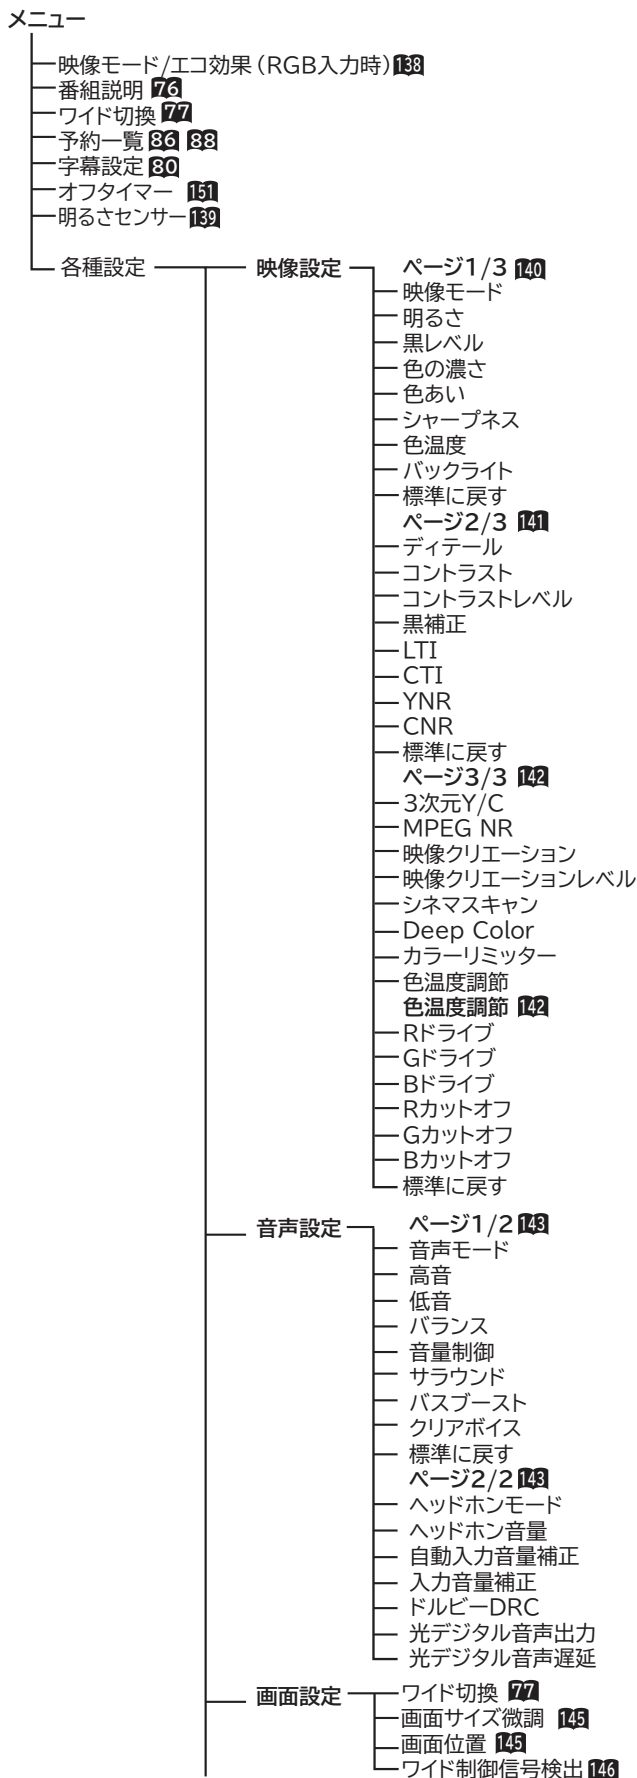 メニュー
映像モード/エコ効果（RGB入力時）138
番組説明 76
ワイド切換 77
予約一覧 86 88
字幕設定 80
オフタイマー 151
明るさセンサー 139
各種設定 映像設定 ページ1/3 140
映像モード
明るさ
黒レベル
色の濃さ
色あい
シャープネス
色温度
バックライト
標準に戻す
ページ2/3 141
ディテール
コントラスト
コントラストレベル
黒補正
LTI
CTI
YNR
CNR
標準に戻す
ページ3/3 142
3次元Y/C
MPEG NR
映像クリエーション
映像クリエーションレベル
シネマスキャン
Deep Color
カラーリミッター
色温度調節
色温度調節 142
Rドライブ
Gドライブ
Bドライブ
Rカットオフ
Gカットオフ
Bカットオフ
標準に戻す
音声設定 ページ1/2 143
音声モード
高音
低音
バランス
音量制御
サラウンド
バスブースト
クリアボイス
標準に戻す
ページ2/2 143
ヘッドホンモード
ヘッドホン音量
自動入力音量補正
入力音量補正
ドルビーDRC
光デジタル音声出力
光デジタル音声遅延
画面設定 ワイド切換 77
画面サイズ微調 145
画面位置 145
ワイド制御信号検出 146